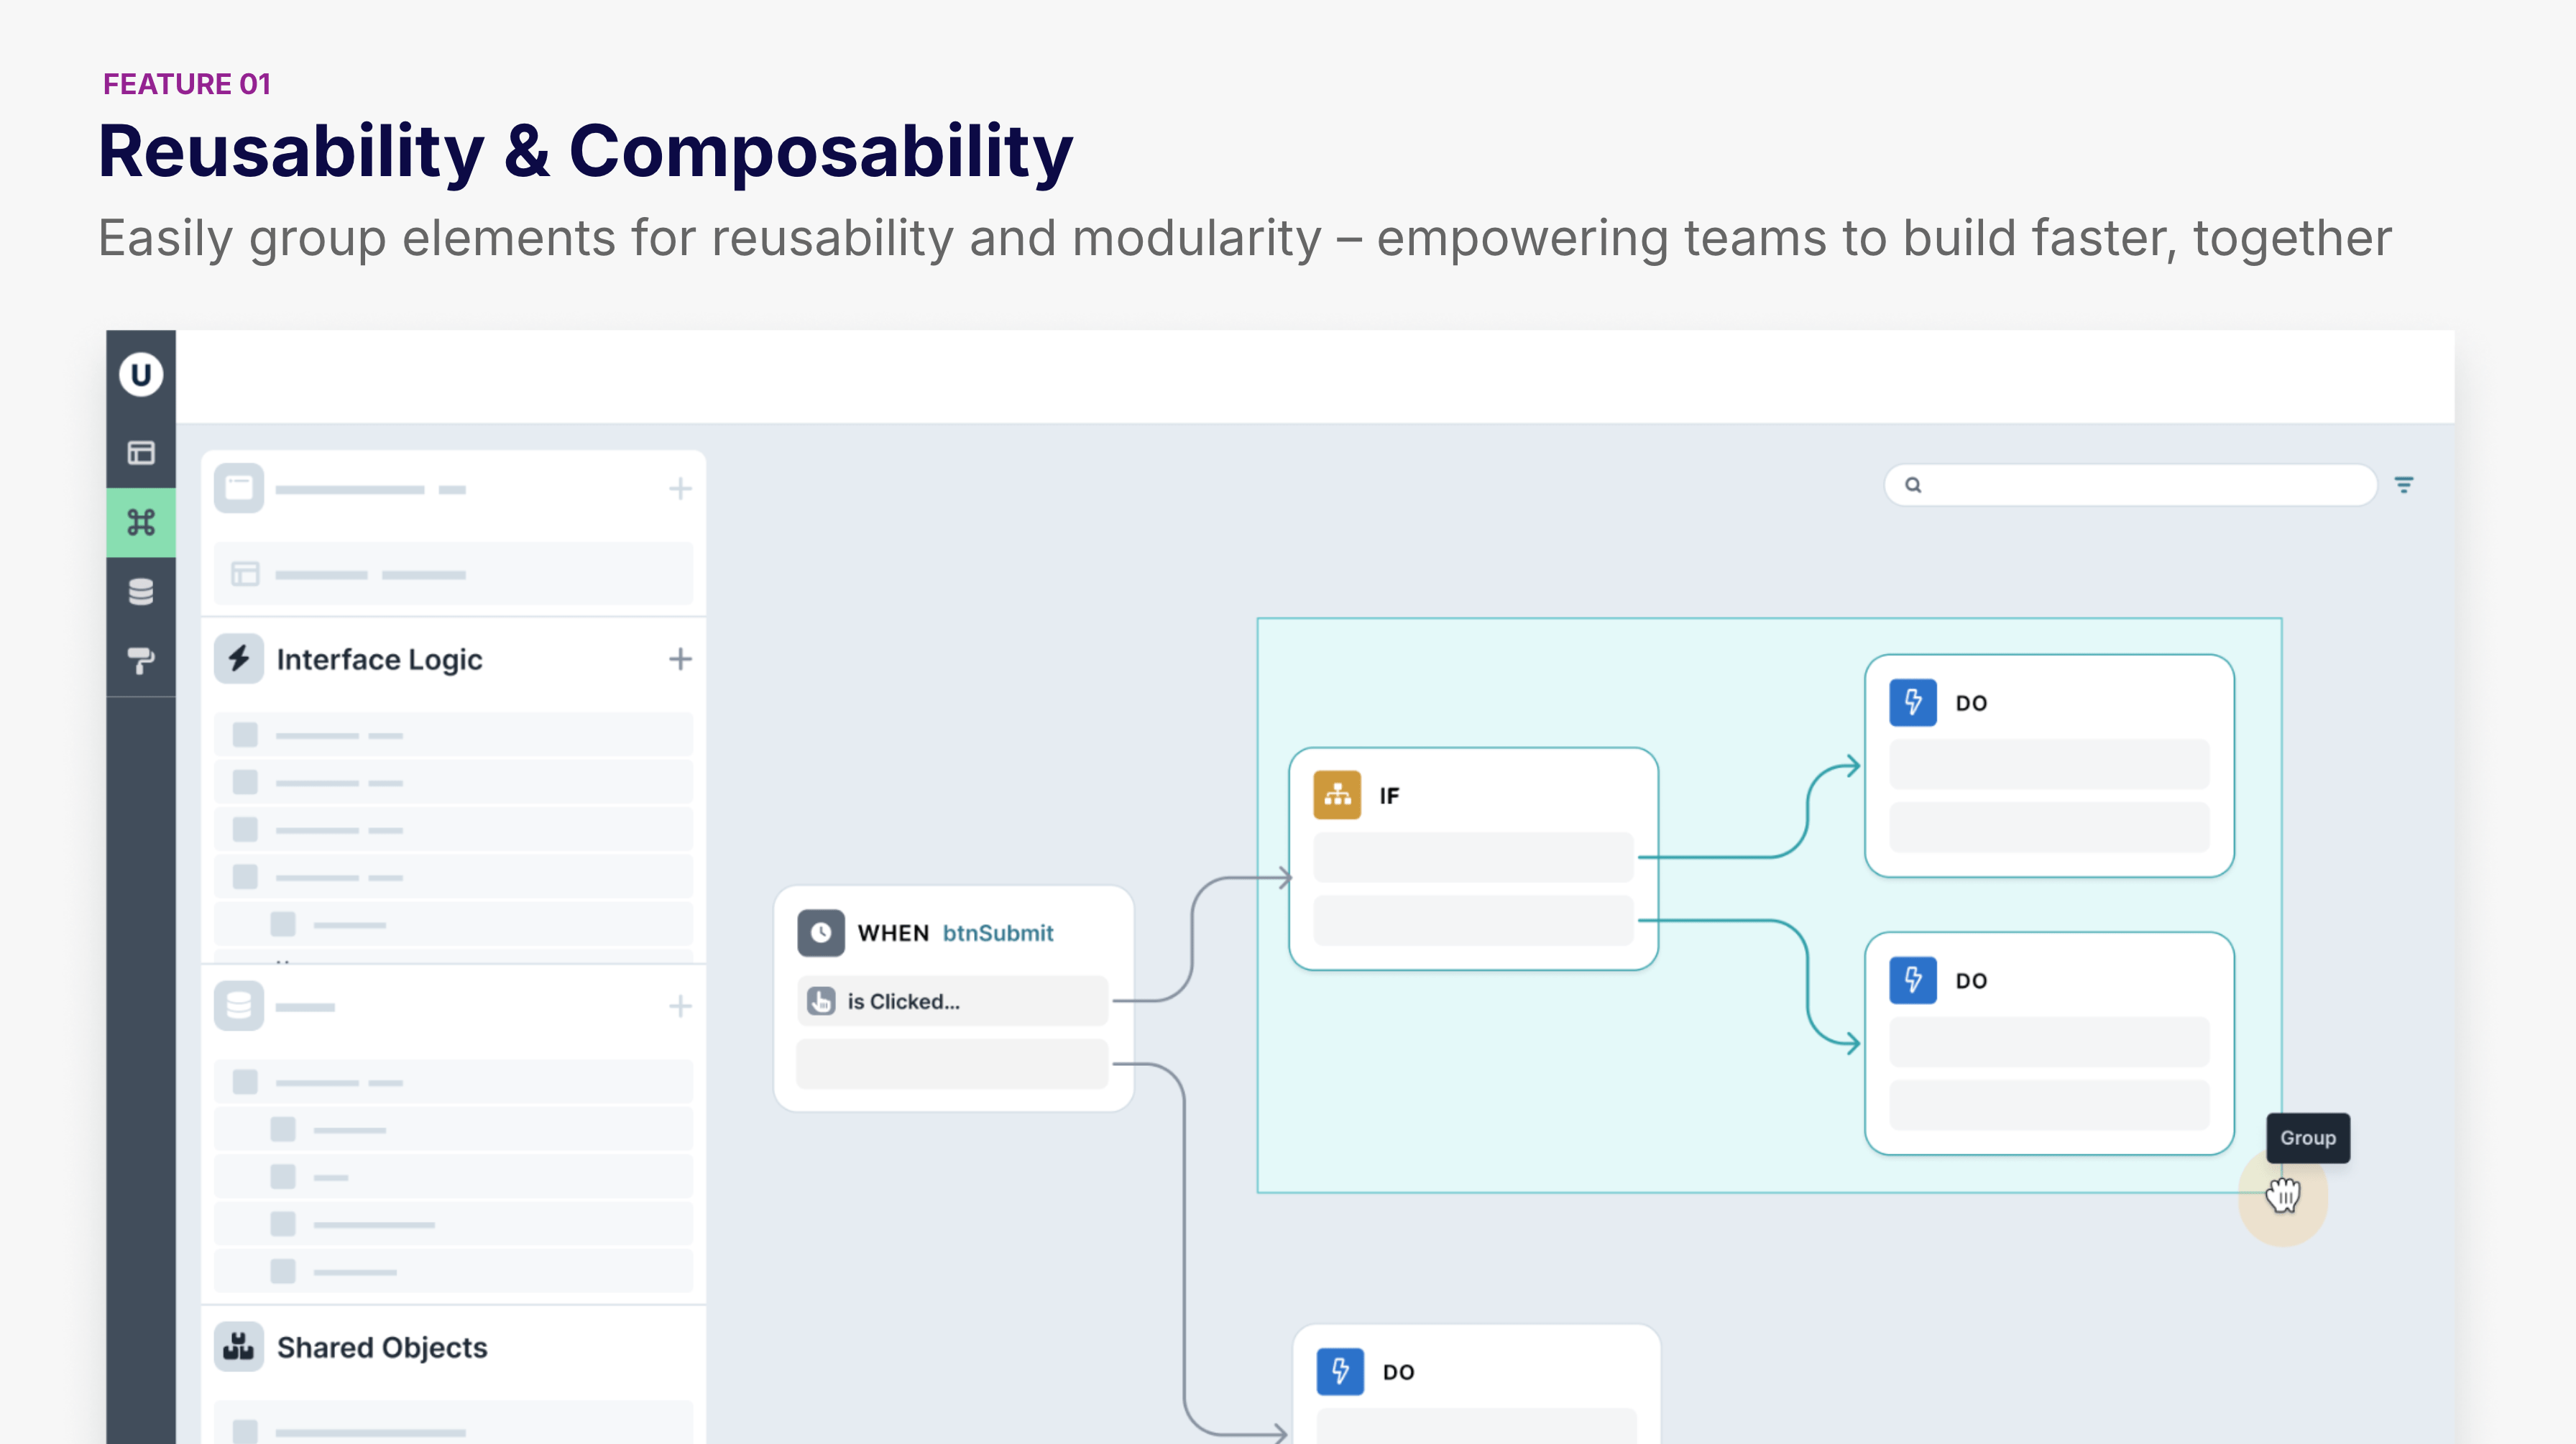 FEATURE 01
Reusability & Composability
Easily group elements for reusability and modularity – empowering teams to build faster, together
U
Interface Logic
DO
IF
WHEN btnSubmit
is Clicked...
DO
Group
Shared Objects
DO